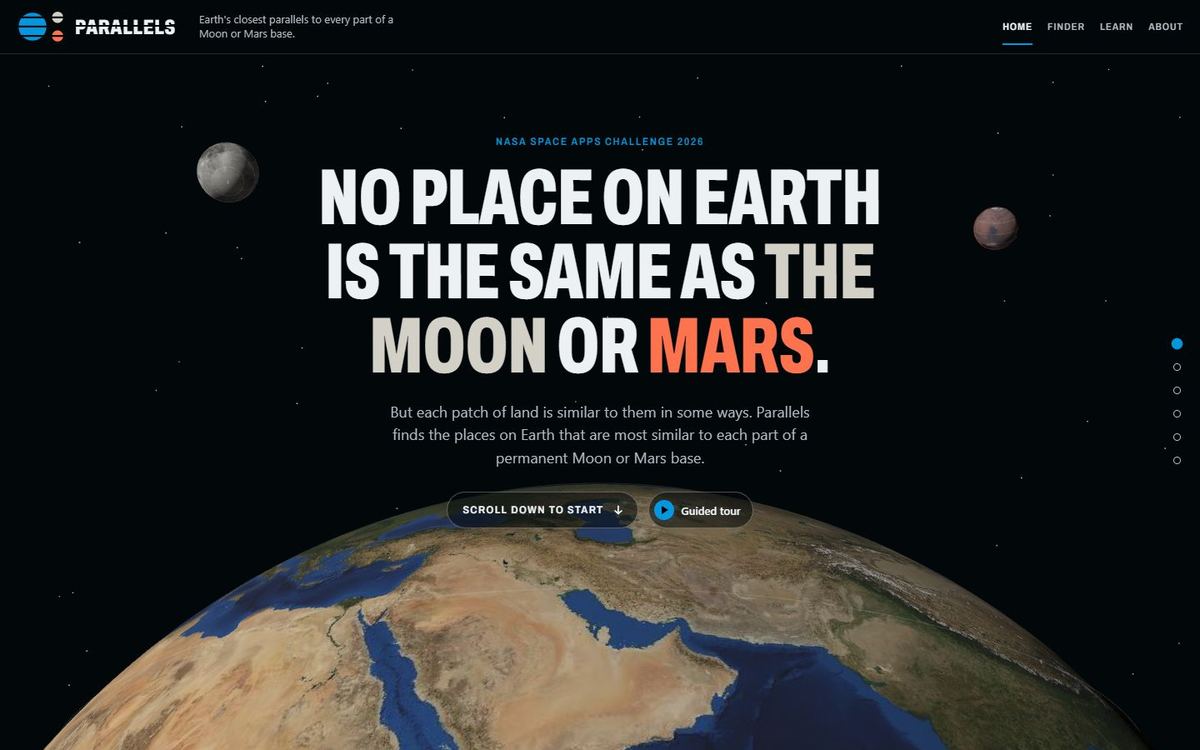 PARALLELS
Earth's closest parallels to every part of a
Moon or Mars base.
HOME
FINDER
LEARN
ABOUT
NASA SPACE APPS CHALLENGE 2026
NO PLACE ON EARTH
IS THE SAME AS THE
MOON OR MARS.
But each patch of land is similar to them in some ways. Parallels
finds the places on Earth that are most similar to each part of a
permanent Moon or Mars base.
SCROLL DOWN TO START ↓
Guided tour